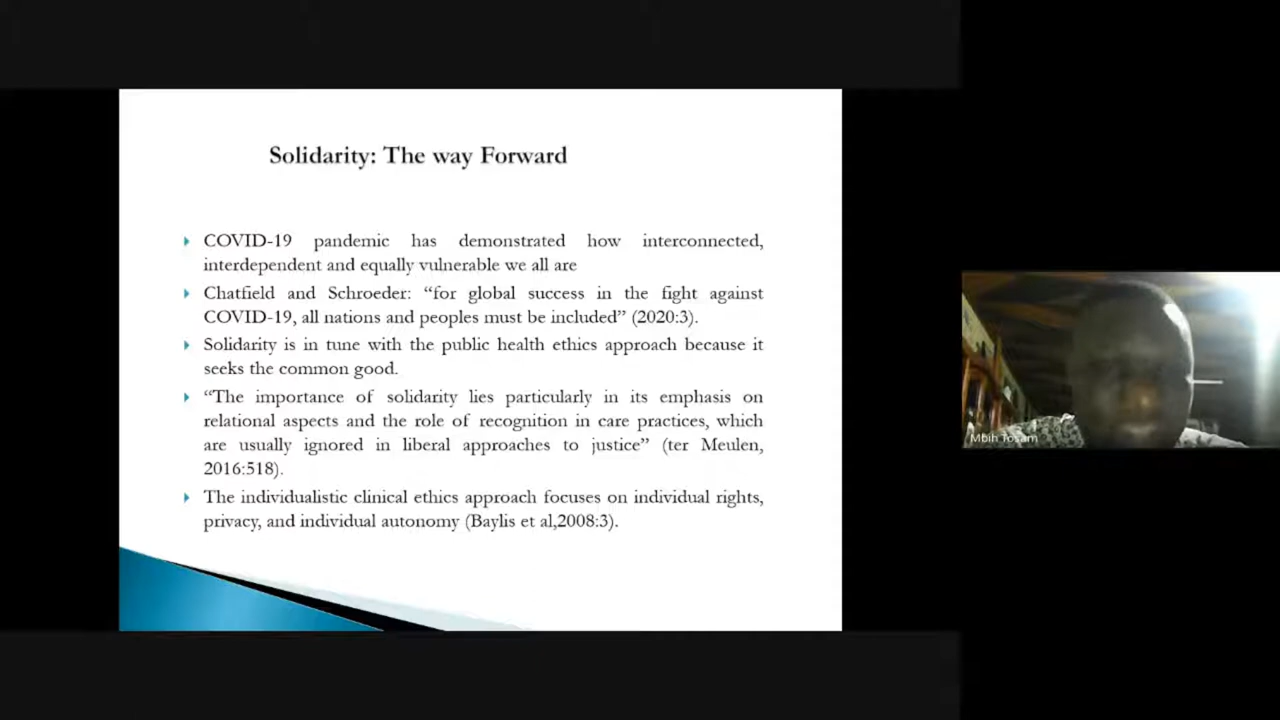 Solidarity: The way Forward
COVID-19 pandemic has demonstrated how interconnected,
interdependent and equally vulnerable we all are
Chatfield and Schroeder: “for global success in the fight against
COVID-19, all nations and peoples must be included” (2020:3).
Solidarity is in tune with the public health ethics approach because it
seeks the common good.
“The importance of solidarity lies particularly in its emphasis on
relational aspects and the role of recognition in care practices, which
are usually ignored in liberal approaches to justice” (ter Meulen,
2016:518).
The individualistic clinical ethics approach focuses on individual rights,
privacy, and individual autonomy (Baylis et al,2008:3).
Mbih Tosam